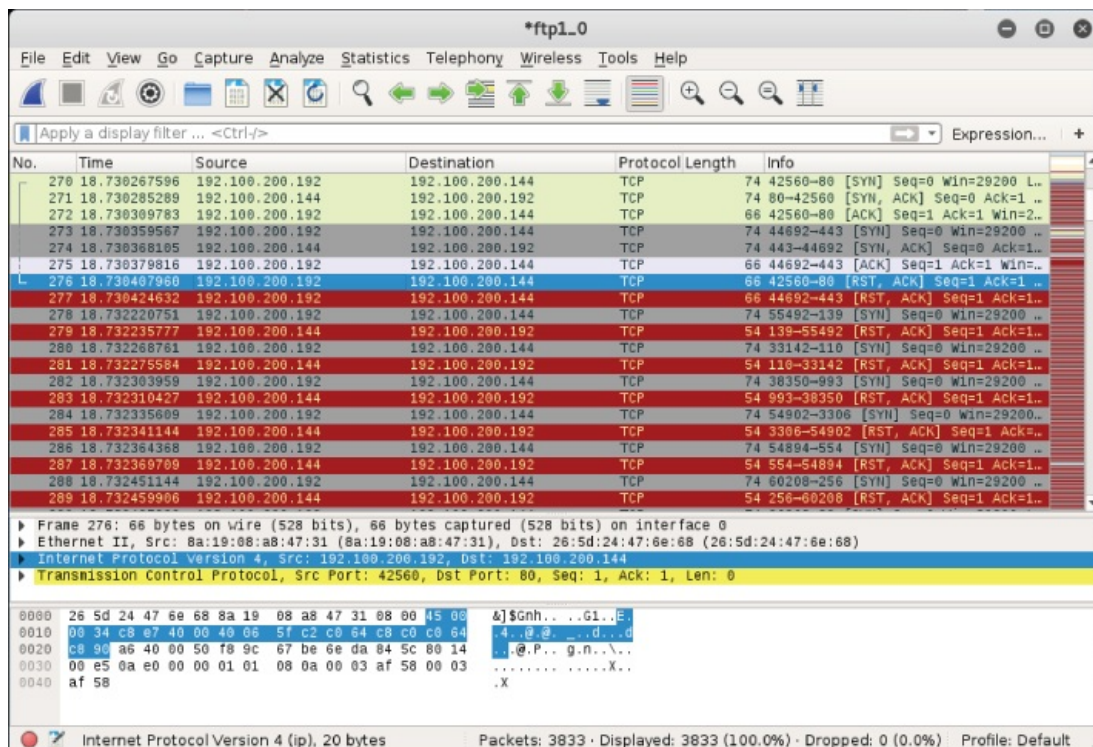 *ftp1_0
File Edit View Go Capture Analyze Statistics Telephony Wireless Tools Help
Apply a display filter ... <Ctrl-/> Expression... +
No. Time Source Destination Protocol Length Info
270 18.730267596 192.100.200.192 192.100.200.144 TCP 74 42560→80 [SYN] Seq=0 Win=29200 L…
271 18.730285289 192.100.200.144 192.100.200.192 TCP 74 80→42560 [SYN, ACK] Seq=0 Ack=1 …
272 18.730309783 192.100.200.192 192.100.200.144 TCP 66 42560→80 [ACK] Seq=1 Ack=1 Win=2…
273 18.730359567 192.100.200.192 192.100.200.144 TCP 74 44692→443 [SYN] Seq=0 Win=29200 …
274 18.730368105 192.100.200.144 192.100.200.192 TCP 74 443→44692 [SYN, ACK] Seq=0 Ack=1…
275 18.730379816 192.100.200.192 192.100.200.144 TCP 66 44692→443 [ACK] Seq=1 Ack=1 Win=…
276 18.730407960 192.100.200.192 192.100.200.144 TCP 66 42560→80 [RST, ACK] Seq=1 Ack=1 …
277 18.730424632 192.100.200.192 192.100.200.144 TCP 66 44692→443 [RST, ACK] Seq=1 Ack=1…
278 18.732220751 192.100.200.192 192.100.200.144 TCP 74 55492→139 [SYN] Seq=0 Win=29200 …
279 18.732235777 192.100.200.144 192.100.200.192 TCP 54 139→55492 [RST, ACK] Seq=1 Ack=1…
280 18.732268761 192.100.200.192 192.100.200.144 TCP 74 33142→110 [SYN] Seq=0 Win=29200 …
281 18.732275584 192.100.200.144 192.100.200.192 TCP 54 110→33142 [RST, ACK] Seq=1 Ack=1…
282 18.732303959 192.100.200.192 192.100.200.144 TCP 74 38350→993 [SYN] Seq=0 Win=29200 …
283 18.732310427 192.100.200.144 192.100.200.192 TCP 54 993→38350 [RST, ACK] Seq=1 Ack=1…
284 18.732335609 192.100.200.192 192.100.200.144 TCP 74 54902→3306 [SYN] Seq=0 Win=29200…
285 18.732341144 192.100.200.144 192.100.200.192 TCP 54 3306→54902 [RST, ACK] Seq=1 Ack=…
286 18.732364368 192.100.200.192 192.100.200.144 TCP 74 54894→554 [SYN] Seq=0 Win=29200 …
287 18.732369709 192.100.200.144 192.100.200.192 TCP 54 554→54894 [RST, ACK] Seq=1 Ack=1…
288 18.732451144 192.100.200.192 192.100.200.144 TCP 74 60208→256 [SYN] Seq=0 Win=29200 …
289 18.732459906 192.100.200.144 192.100.200.192 TCP 54 256→60208 [RST, ACK] Seq=1 Ack=1…
Frame 276: 66 bytes on wire (528 bits), 66 bytes captured (528 bits) on interface 0
Ethernet II, Src: 8a:19:08:a8:47:31 (8a:19:08:a8:47:31), Dst: 26:5d:24:47:6e:68 (26:5d:24:47:6e:68)
Internet Protocol Version 4, Src: 192.100.200.192, Dst: 192.100.200.144
Transmission Control Protocol, Src Port: 42560, Dst Port: 80, Seq: 1, Ack: 1, Len: 0
0000 26 5d 24 47 6e 68 8a 19 08 a8 47 31 08 00 45 00 &]$Gnh.. ..G1..E.
0010 00 34 c8 e7 40 00 40 06 5f c2 c0 64 c8 c0 c0 64 .4..@.@. _..d...d
0020 c8 90 a6 40 00 50 f8 9c 67 be 6e da 84 5c 80 14 ...@.P.. g.n..\..
0030 00 e5 0a e0 00 00 01 01 08 0a 00 03 af 58 00 03 ........ .....X..
0040 af 58 .X
Internet Protocol Version 4 (ip), 20 bytes Packets: 3833 · Displayed: 3833 (100.0%) · Dropped: 0 (0.0%) Profile: Default